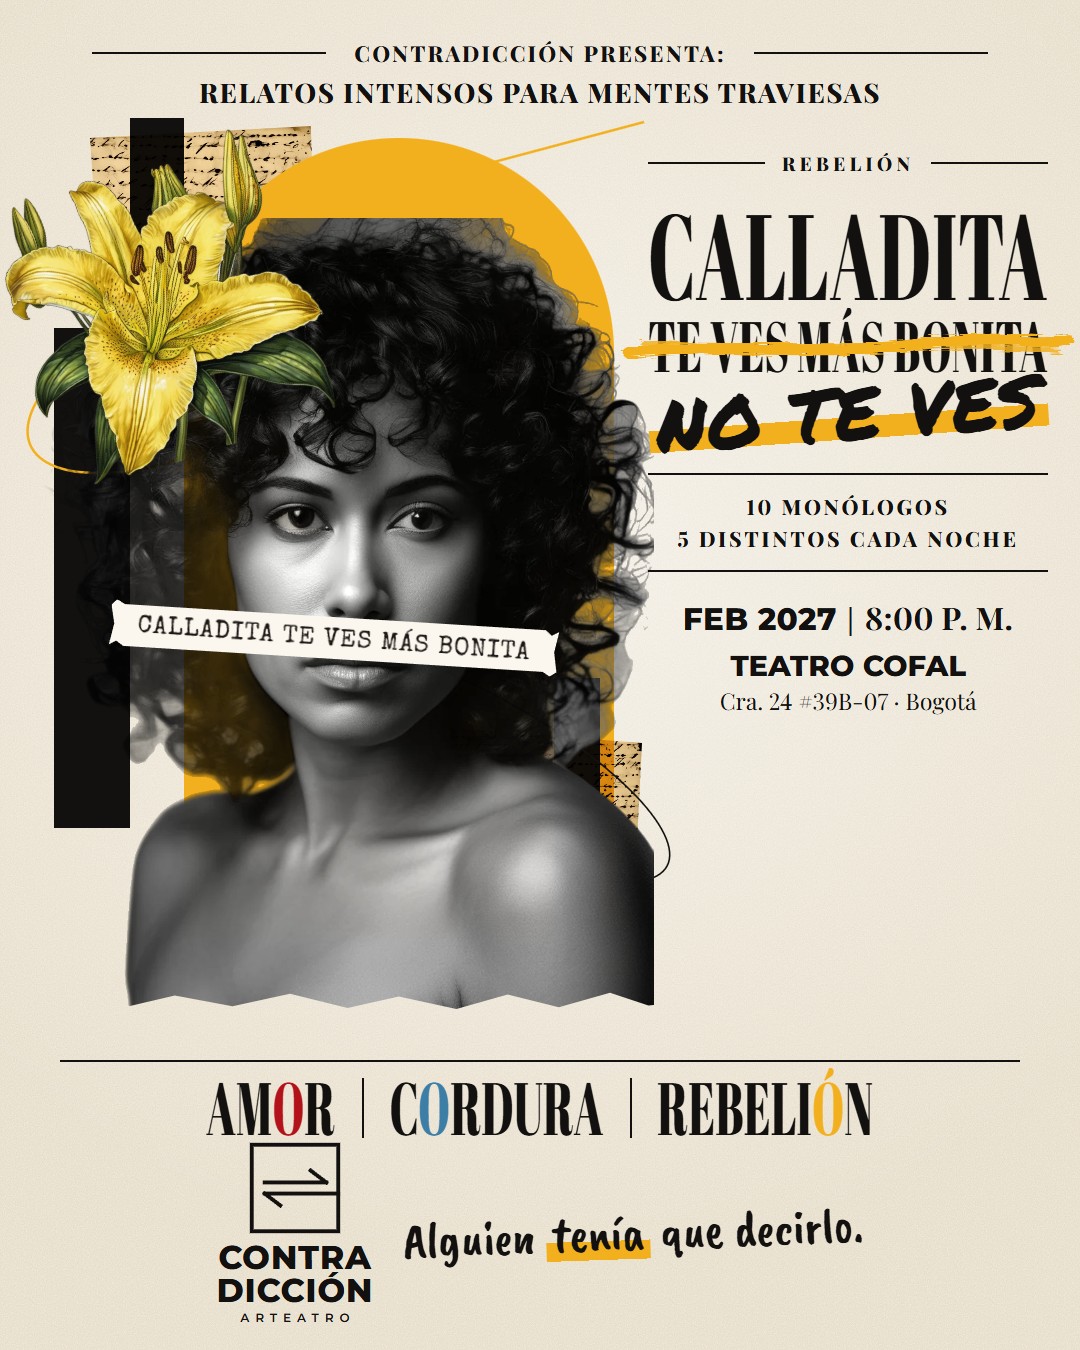 CONTRADICCIÓN PRESENTA:
RELATOS INTENSOS PARA MENTES TRAVIESAS
REBELIÓN
CALLADITA
TE VES MÁS BONITA
NO TE VES
10 MONÓLOGOS
5 DISTINTOS CADA NOCHE
FEB 2027 | 8:00 P. M.
TEATRO COFAL
Cra. 24 #39B-07 · Bogotá
CALLADITA TE VES MÁS BONITA
AMOR | CORDURA | REBELIÓN
CONTRA
DICCIÓN
ARTEATRO
Alguien tenía que decirlo.